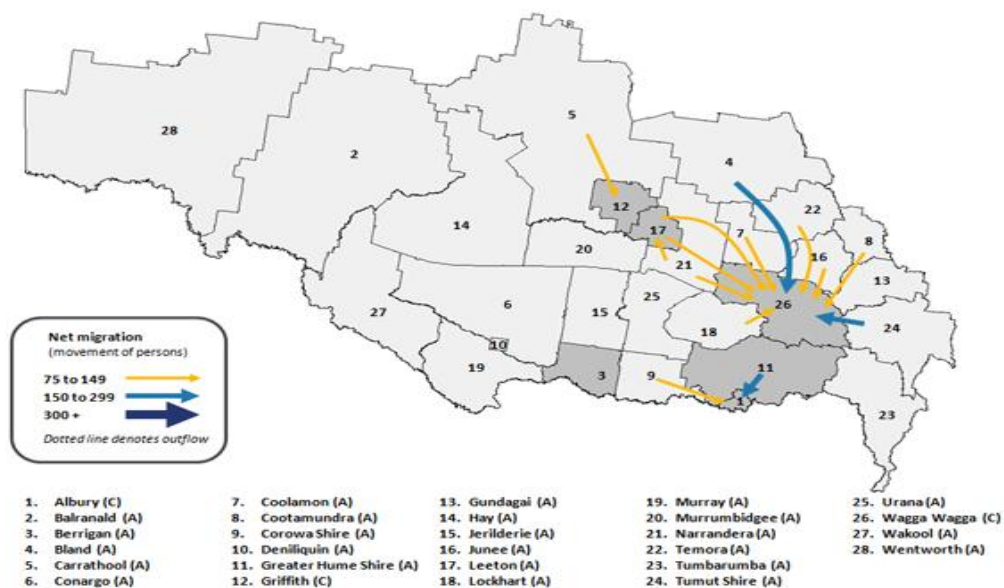 28
2
5
4
12
22
14
17
7
8
16
20
21
13
26
6
25
27
15
24
18
10
19
3
9
11
1
23
Net migration
(movement of persons)
75 to 149
150 to 299
300 +
Dotted line denotes outflow
1. Albury (C)
2. Balranald (A)
3. Berrigan (A)
4. Bland (A)
5. Carrathool (A)
6. Conargo (A)
7. Coolamon (A)
8. Cootamundra (A)
9. Corowa Shire (A)
10. Deniliquin (A)
11. Greater Hume Shire (A)
12. Griffith (C)
13. Gundagai (A)
14. Hay (A)
15. Jerilderie (A)
16. Junee (A)
17. Leeton (A)
18. Lockhart (A)
19. Murray (A)
20. Murrumbidgee (A)
21. Narrandera (A)
22. Temora (A)
23. Tumbarumba (A)
24. Tumut Shire (A)
25. Urana (A)
26. Wagga Wagga (C)
27. Wakool (A)
28. Wentworth (A)